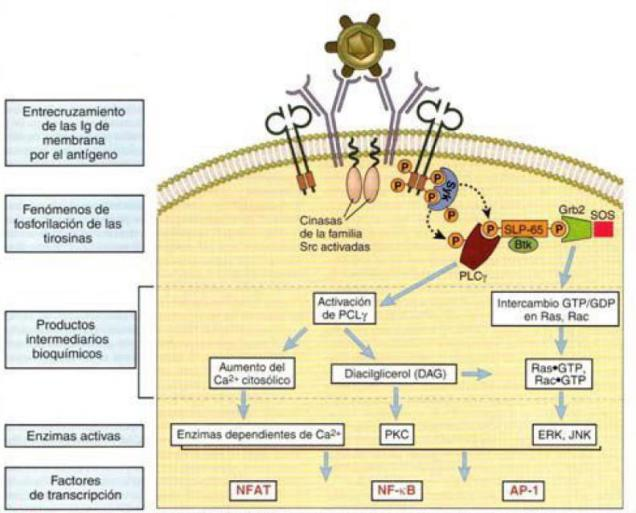 Entrecruzamiento
de las Ig de
membrana
por el antígeno
Fenómenos de
fosforilación de las
tirosinas
Cinasas
de la familia
Src activadas
P
P
P
P
P
Syk
P
P
P
SLP-65
P
Grb2
SOS
Btk
PLCγ
Productos
intermediarios
bioquímicos
Activación
de PCLγ
Intercambio GTP/GDP
en Ras, Rac
Aumento del
Ca2+ citosólico
Diacilglicerol (DAG)
Ras•GTP,
Rac•GTP
Enzimas activas
Enzimas dependientes de Ca2+
PKC
ERK, JNK
Factores
de transcripción
NFAT
NF-κB
AP-1